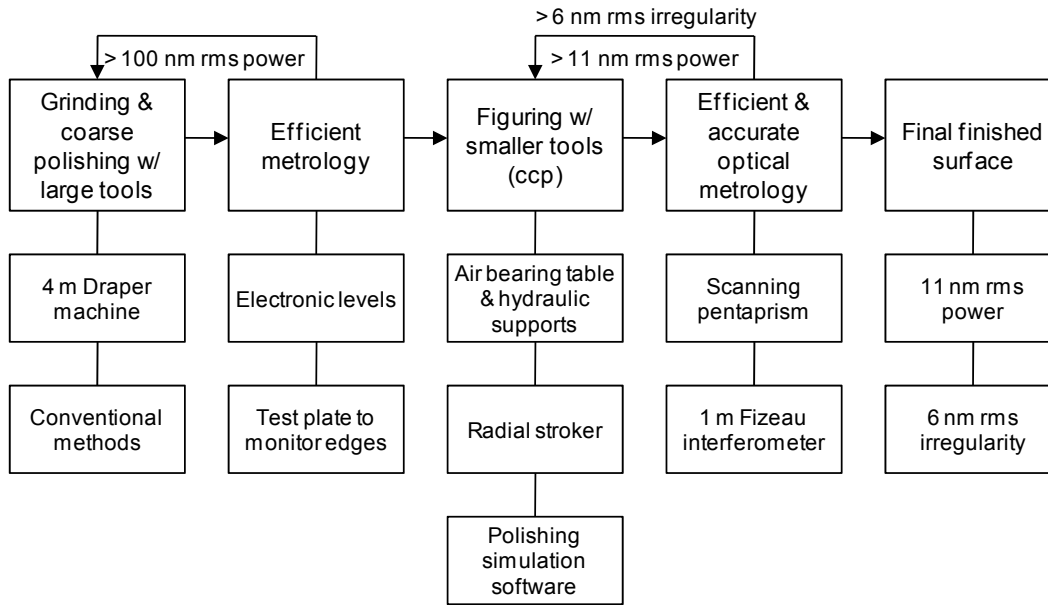 > 6 nm rms irregularity
> 100 nm rms power
> 11 nm rms power
Grinding &
coarse
polishing w/
large tools
Efficient
metrology
Figuring w/
smaller tools
(ccp)
Efficient &
accurate
optical
metrology
Final finished
surface
4 m Draper
machine
Electronic levels
Air bearing table
& hydraulic
supports
Scanning
pentaprism
11 nm rms
power
Conventional
methods
Test plate to
monitor edges
Radial stroker
1 m Fizeau
interferometer
6 nm rms
irregularity
Polishing
simulation
software